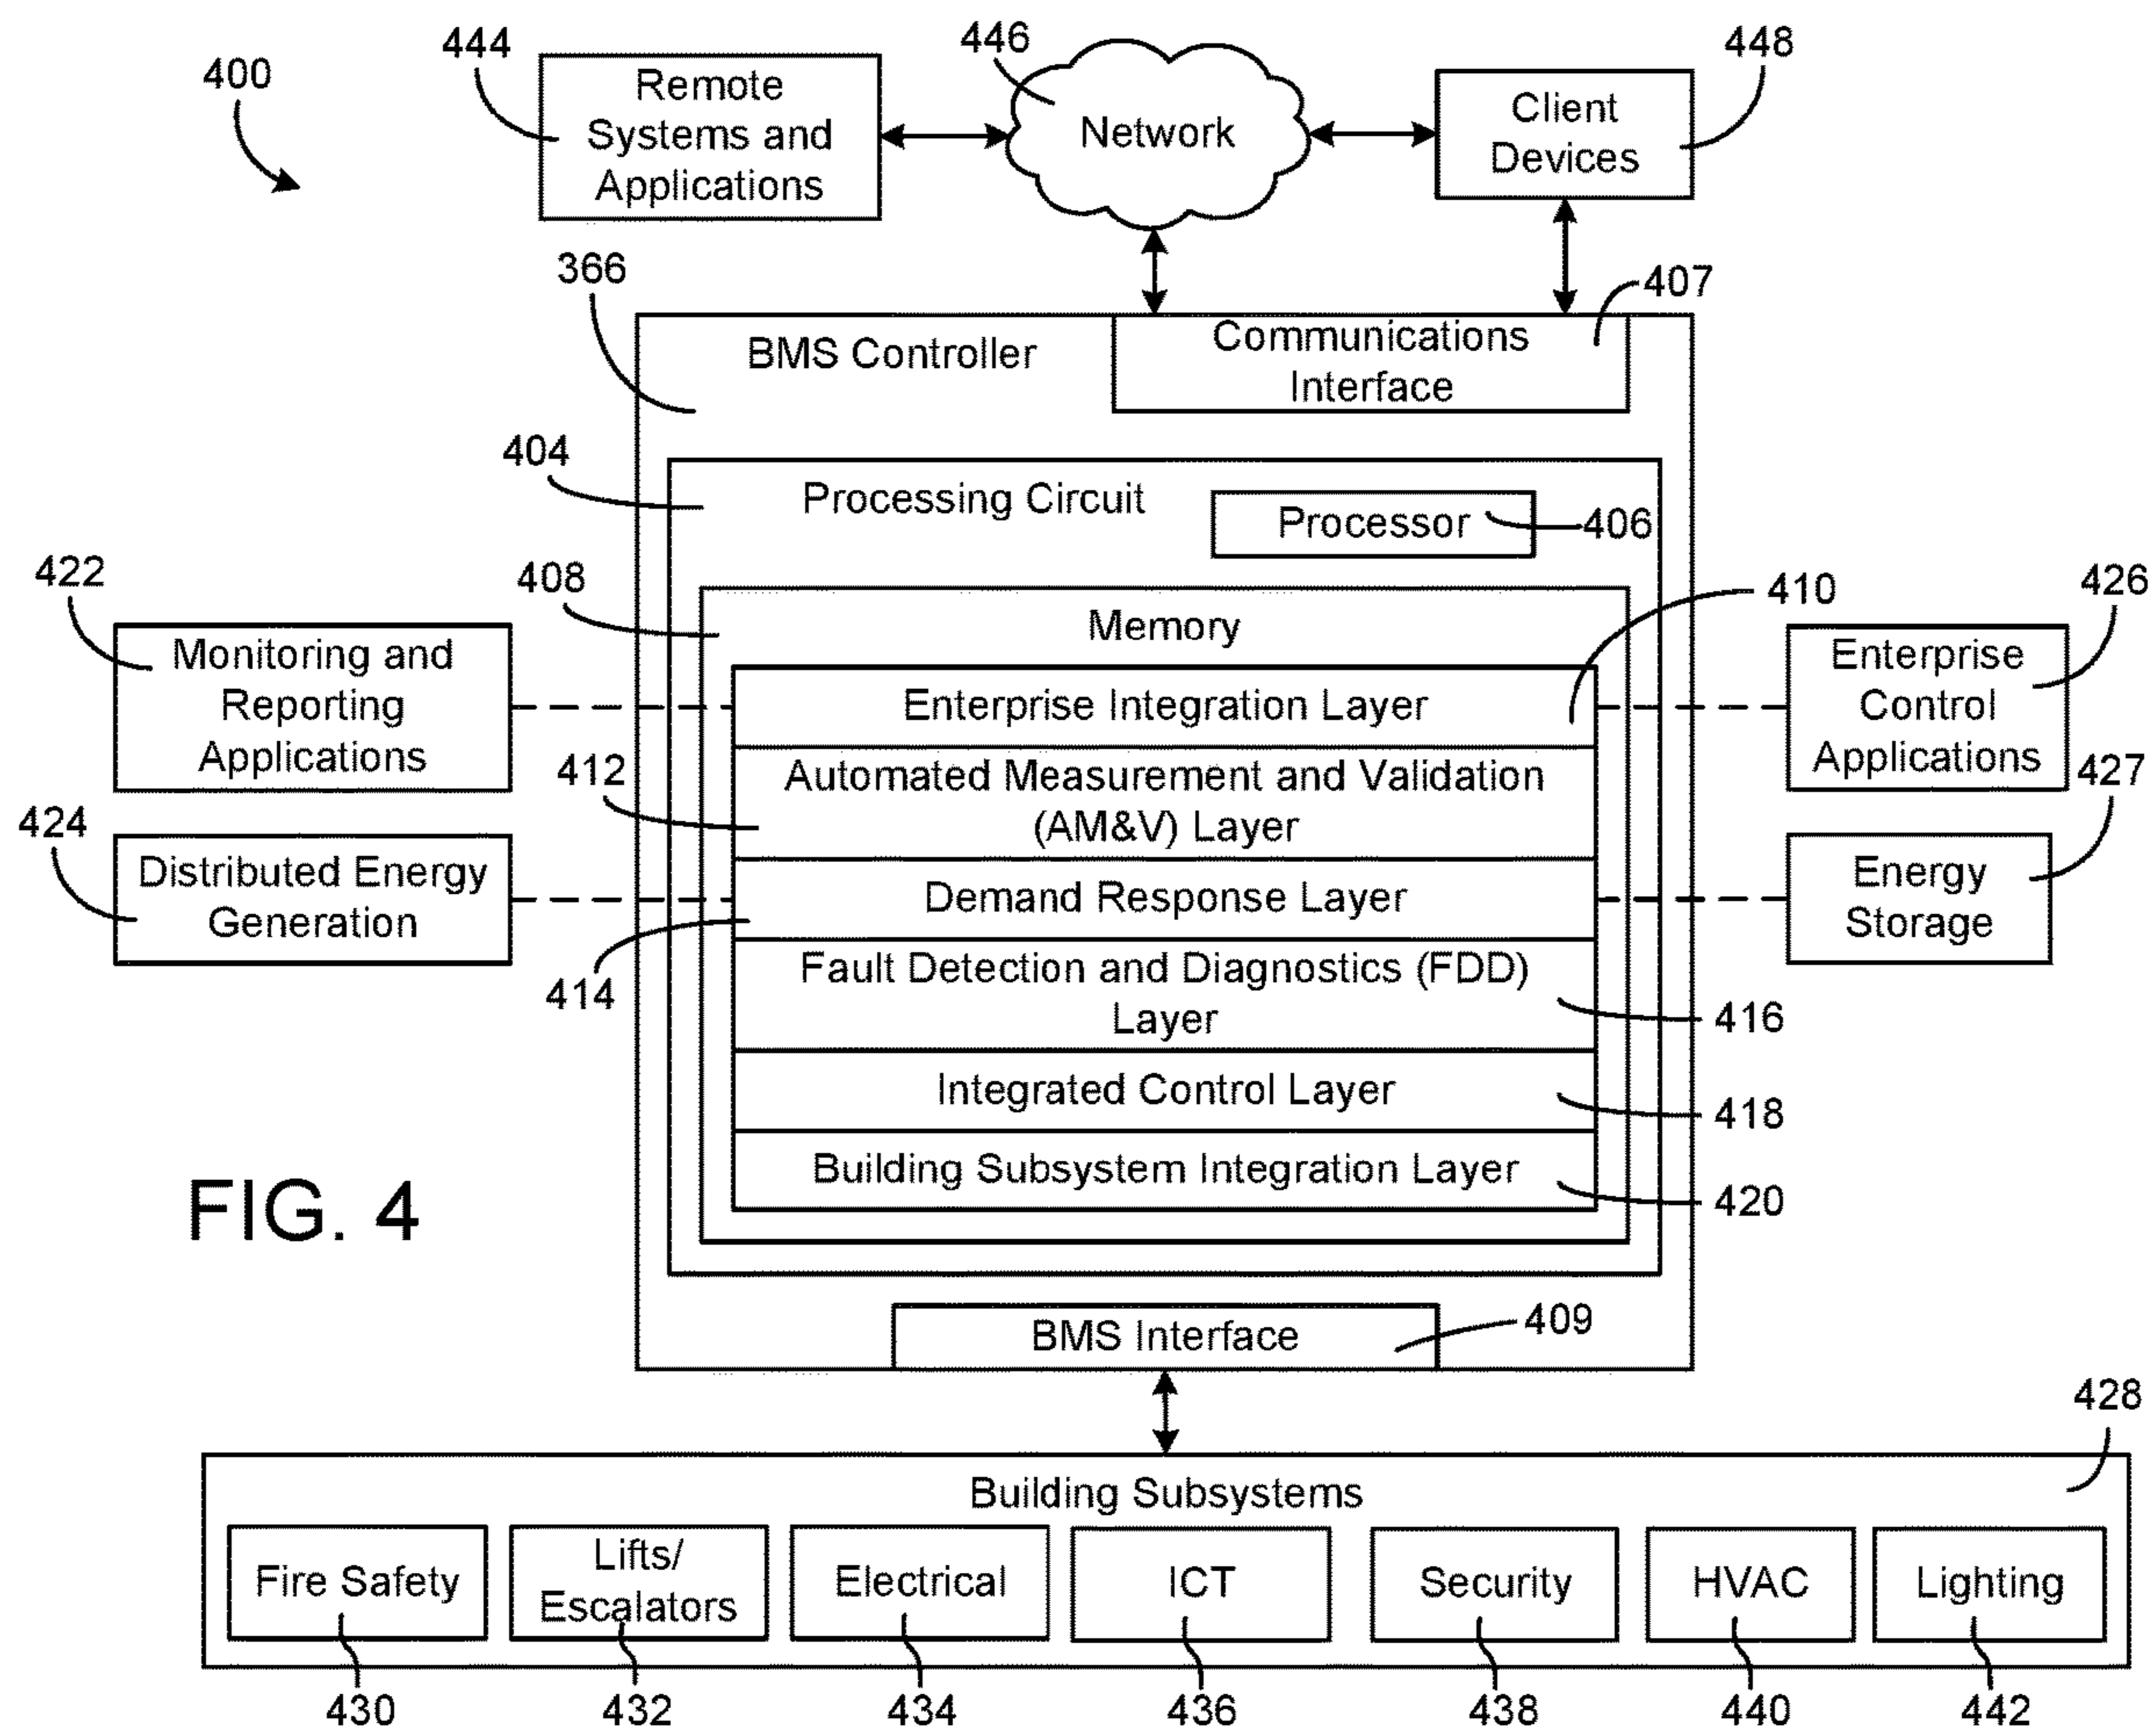 400
444
Remote
Systems and
Applications
446
Network
448
Client
Devices
366
BMS Controller
407
Communications
Interface
404
Processing Circuit
Processor
406
408
Memory
410
422
Monitoring and
Reporting
Applications
Enterprise Integration Layer
426
Enterprise
Control
Applications
412
Automated Measurement and Validation
(AM&V) Layer
427
424
Distributed Energy
Generation
Demand Response Layer
Energy
Storage
414
Fault Detection and Diagnostics (FDD)
Layer
416
Integrated Control Layer
418
Building Subsystem Integration Layer
420
FIG. 4
BMS Interface
409
428
Building Subsystems
Fire Safety
Lifts/
Escalators
Electrical
ICT
Security
HVAC
Lighting
430
432
434
436
438
440
442